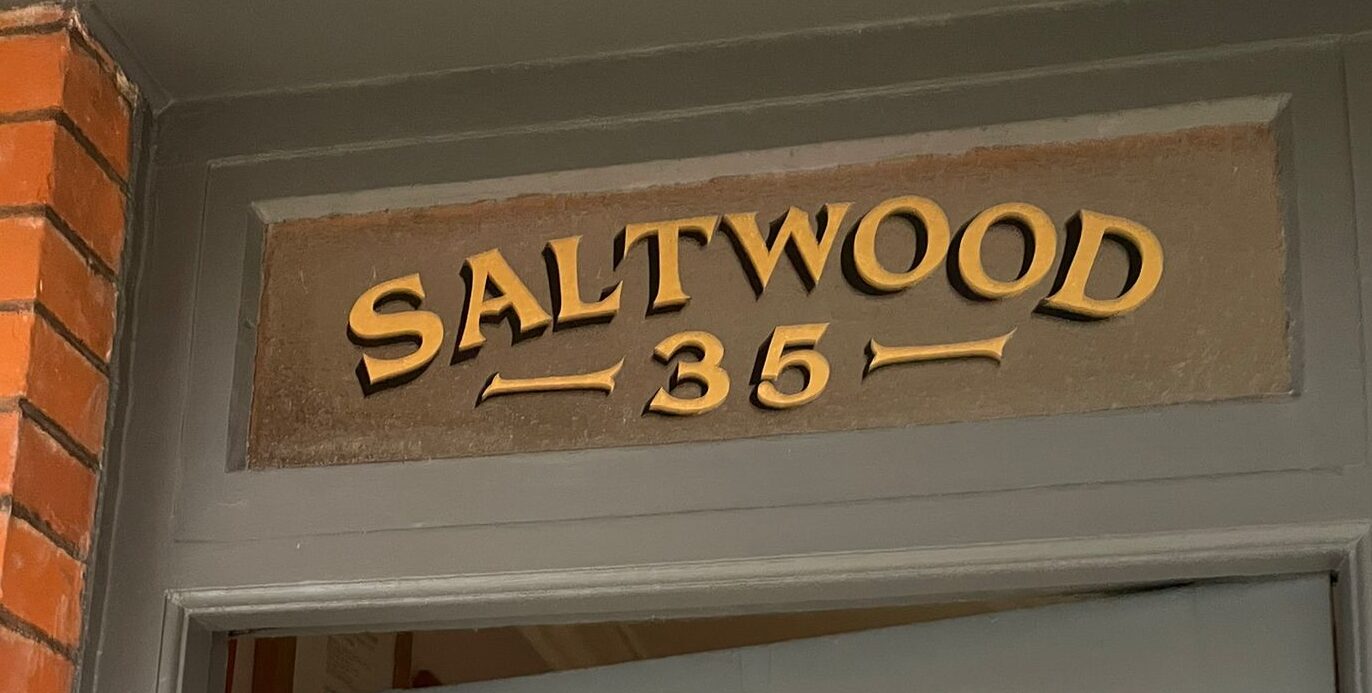 SALTWOOD
— 35 —